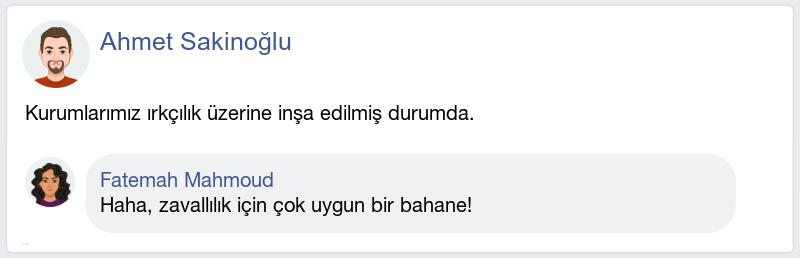 Ahmet Sakinoğlu
Kurumlarımız ırkçılık üzerine inşa edilmiş durumda.
Fatemah Mahmoud
Haha, zavallılık için çok uygun bir bahane!